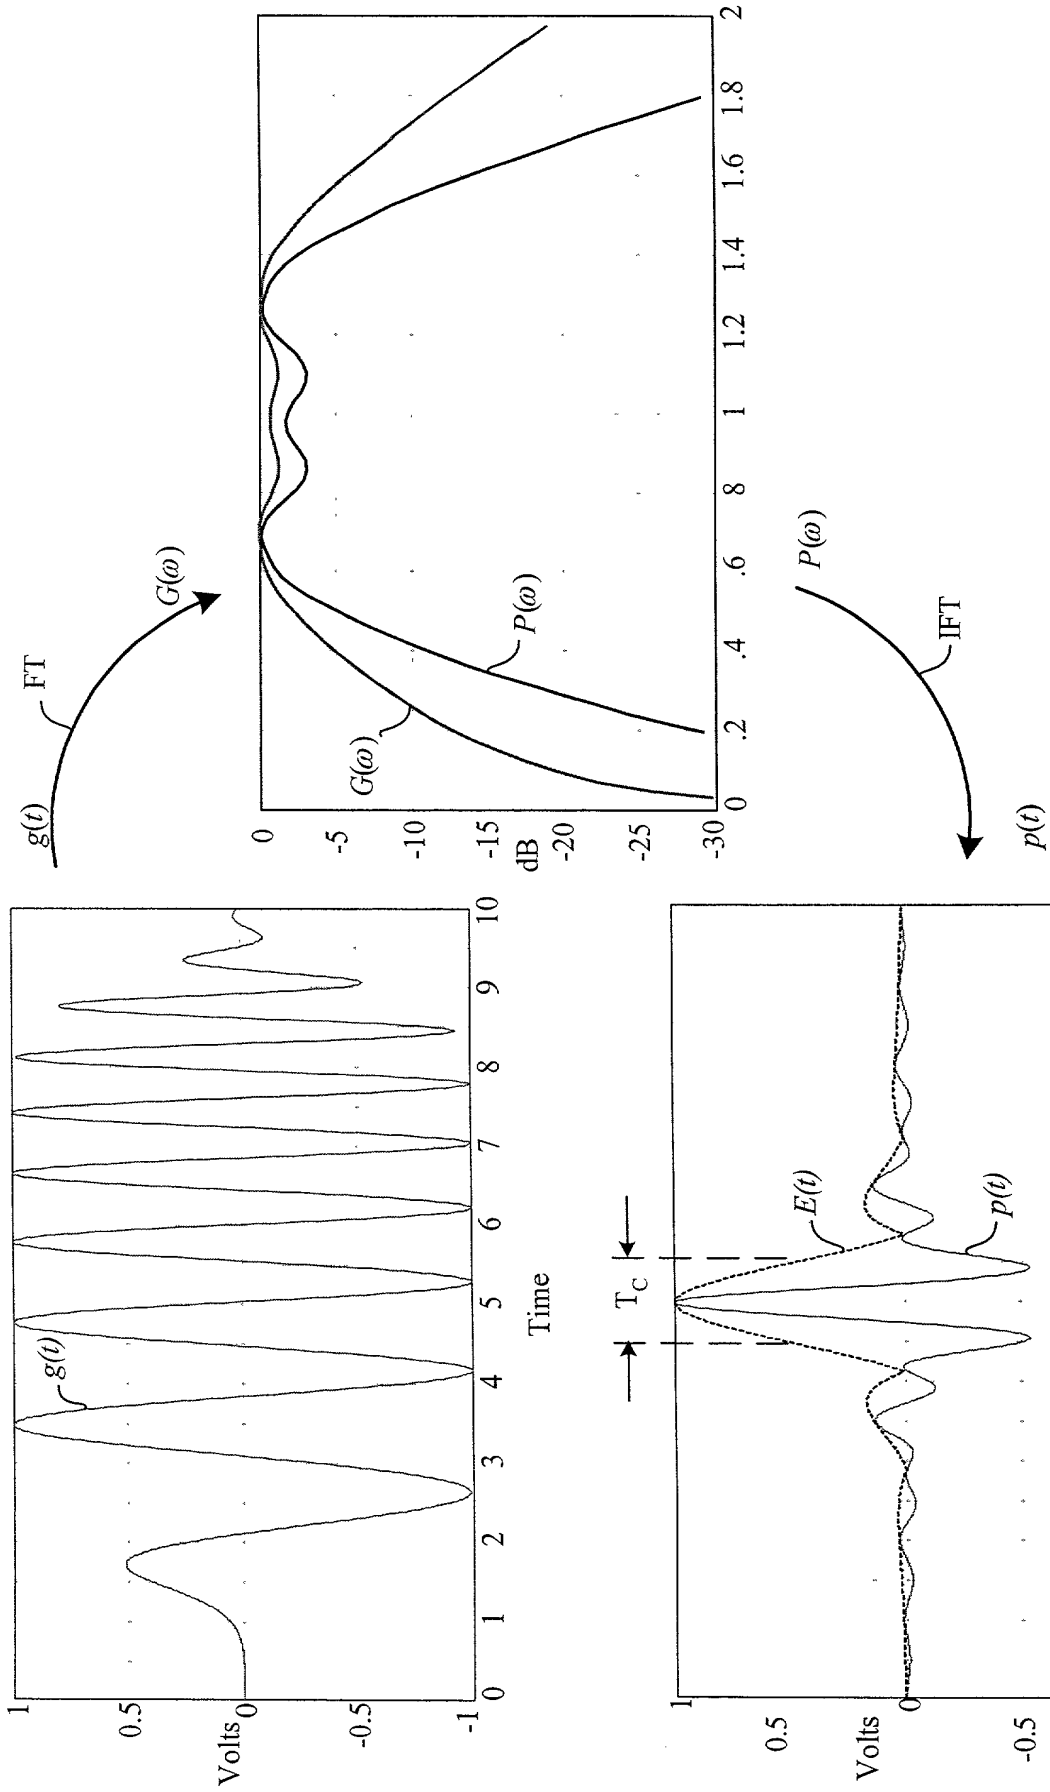 g(t)
1
0.5
Volts 0
-0.5
-1
0 1 2 3 4 5 6 7 8 9 10
Time
g(t)
FT
G(ω)
0
-5
-10
-15
dB
-20
-25
-30
0 .2 .4 .6 8 1 1.2 1.4 1.6 1.8 2
G(ω)
P(ω)
P(ω)
IFT
p(t)
1
0.5
Volts 0
-0.5
T_C
E(t)
p(t)